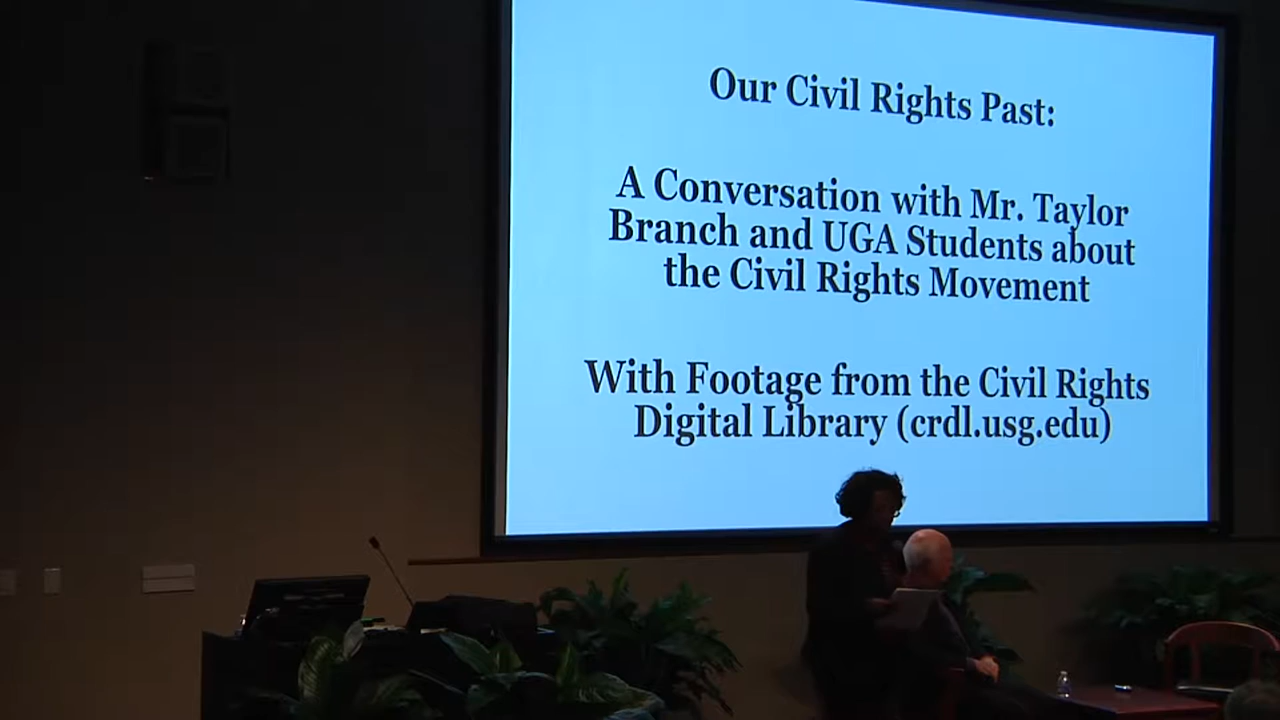 Our Civil Rights Past:
A Conversation with Mr. Taylor
Branch and UGA Students about
the Civil Rights Movement
With Footage from the Civil Rights
Digital Library (crdl.usg.edu)